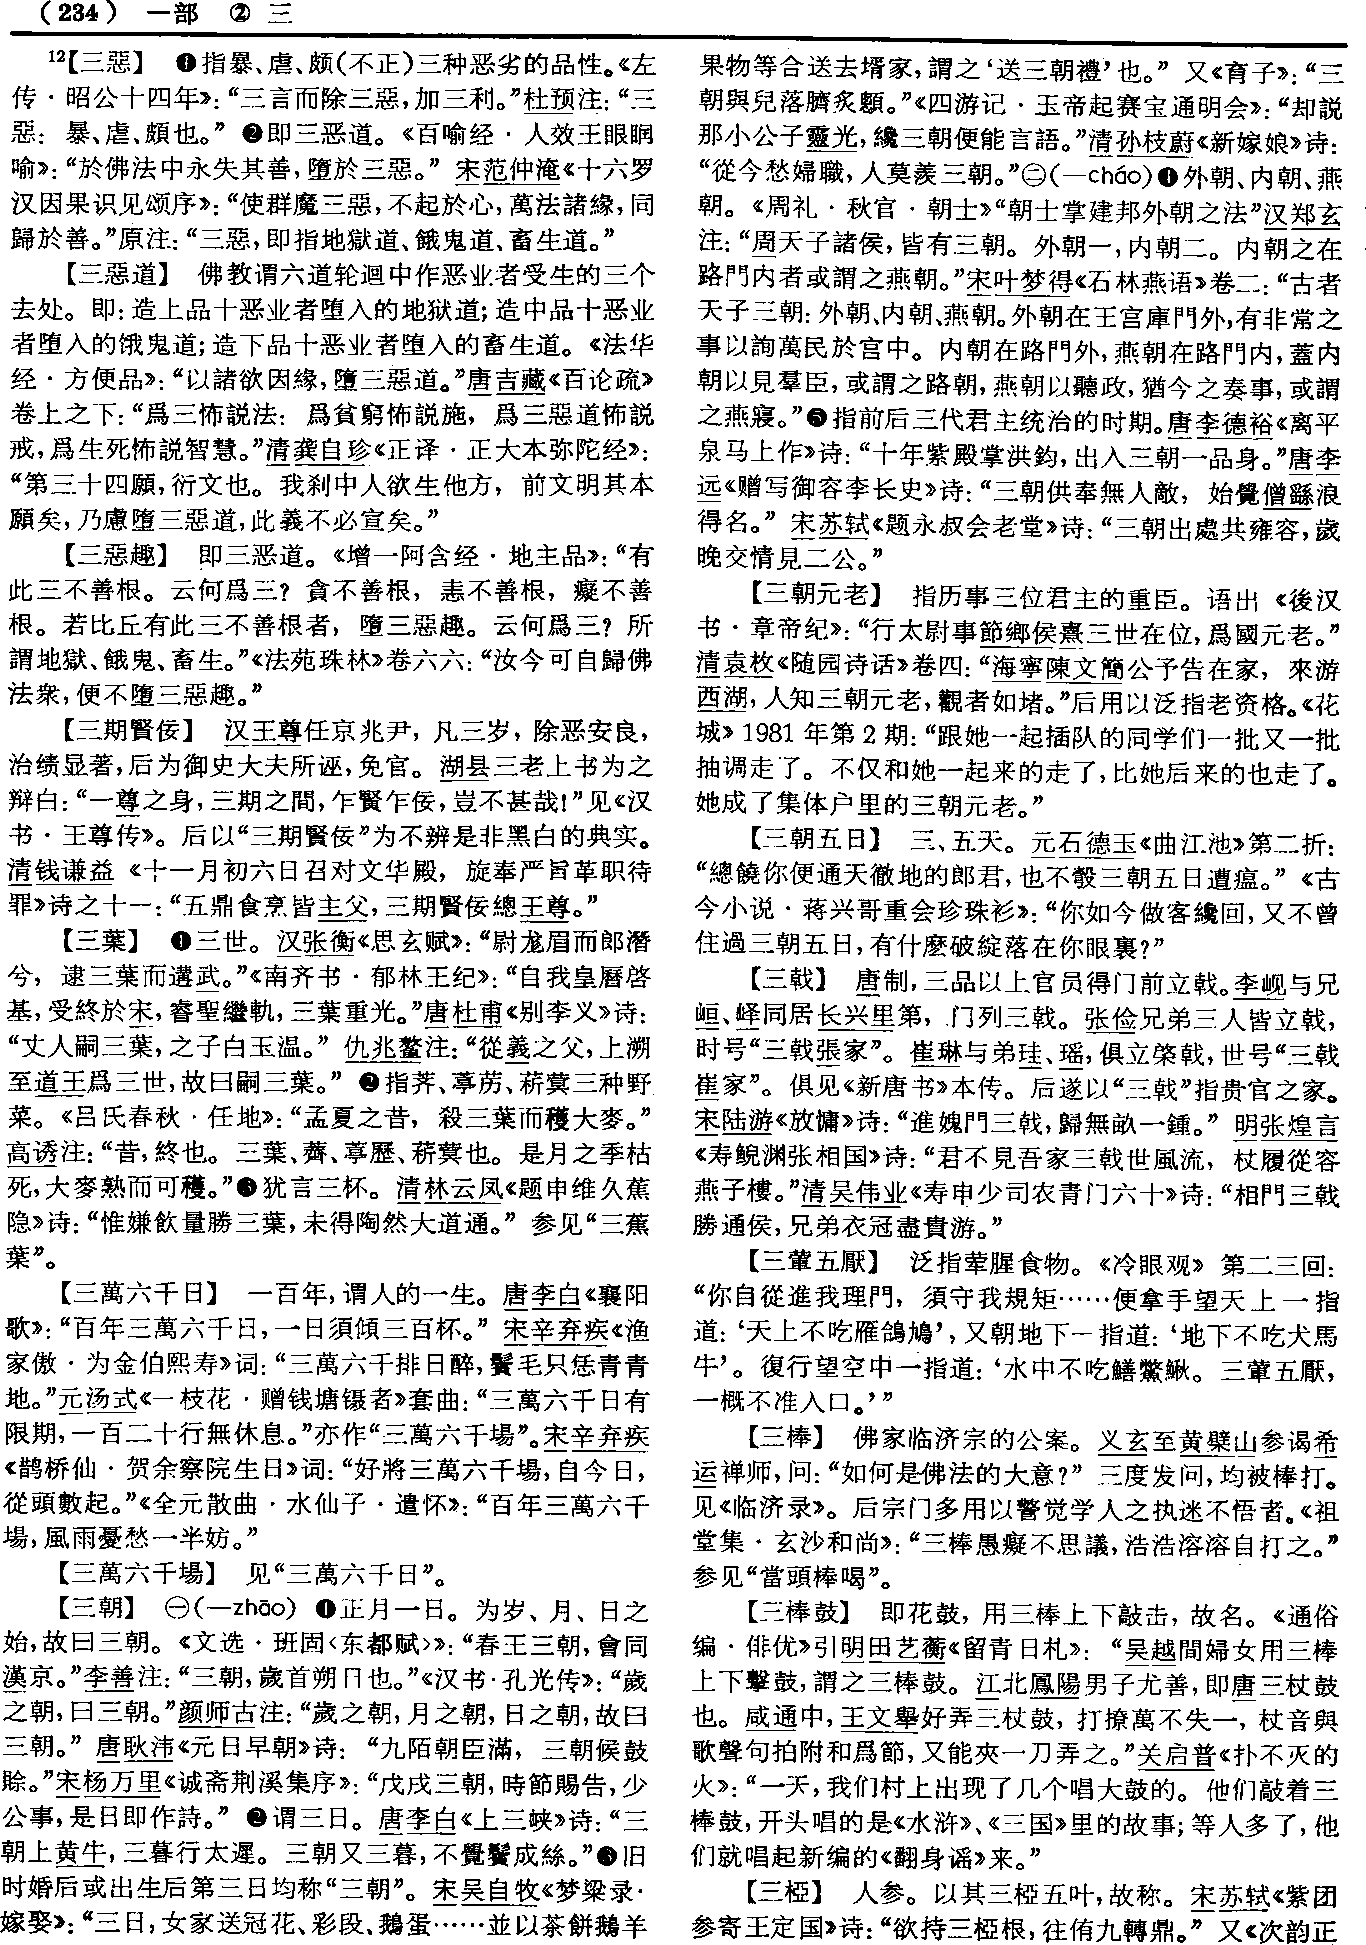 （234） 一部 ② 三
12【三惡】 ❶指暴、虐、颇（不正）三种恶劣的品性。《左
传·昭公十四年》：“三言而除三惡，加三利。”杜预注：“三
惡：暴、虐、頗也。” ❷即三恶道。《百喻经·人效王眼瞤
喻》：“於佛法中永失其善，墮於三惡。” 宋范仲淹《十六罗
汉因果识见颂序》：“使群魔三惡，不起於心，萬法諸緣，同
歸於善。”原注：“三惡，即指地獄道、餓鬼道、畜生道。”
【三惡道】 佛教谓六道轮迴中作恶业者受生的三个
去处。即：造上品十恶业者堕入的地狱道；造中品十恶业
者堕入的饿鬼道；造下品十恶业者堕入的畜生道。《法华
经·方便品》：“以諸欲因緣，墮三惡道。”唐吉藏《百论疏》
卷上之下：“爲三怖説法：爲貧窮怖説施，爲三惡道怖説
戒，爲生死怖説智慧。”清龚自珍《正译·正大本弥陀经》：
“第三十四願，衍文也。我刹中人欲生他方，前文明其本
願矣，乃慮墮三惡道，此義不必宣矣。”
【三惡趣】 即三恶道。《增一阿含经·地主品》：“有
此三不善根。云何爲三？貪不善根，恚不善根，癡不善
根。若比丘有此三不善根者，墮三惡趣。云何爲三？所
謂地獄、餓鬼、畜生。”《法苑珠林》卷六六：“汝今可自歸佛
法衆，便不墮三惡趣。”
【三期賢佞】 汉王尊任京兆尹，凡三岁，除恶安良，
治绩显著，后为御史大夫所诬，免官。湖县三老上书为之
辩白：“一尊之身，三期之間，乍賢乍佞，豈不甚哉！”见《汉
书·王尊传》。后以“三期賢佞”为不辨是非黑白的典实。
清钱谦益《十一月初六日召对文华殿，旋奉严旨革职待
罪》诗之十一：“五鼎食烹皆主父，三期賢佞總王尊。”
【三葉】 ❶三世。汉张衡《思玄赋》：“尉尨眉而郎潛
兮，逮三葉而遘武。”《南齐书·郁林王纪》：“自我皇曆啓
基，受終於宋，睿聖繼軌，三葉重光。”唐杜甫《别李义》诗：
“丈人嗣三葉，之子白玉温。” 仇兆鳌注：“從義之父，上溯
至道王爲三世，故曰嗣三葉。” ❷指荠、葶苈、菥蓂三种野
菜。《吕氏春秋·任地》：“孟夏之昔，殺三葉而穫大麥。”
高诱注：“昔，終也。三葉，薺、葶歷、菥蓂也。是月之季枯
死，大麥熟而可穫。”❸犹言三杯。清林云凤《题申维久蕉
隐》诗：“惟嫌飲量勝三葉，未得陶然大道通。” 参见“三蕉
葉”。
【三萬六千日】 一百年，谓人的一生。唐李白《襄阳
歌》：“百年三萬六千日，一日須傾三百杯。” 宋辛弃疾《渔
家傲·为金伯熙寿》词：“三萬六千排日醉，鬢毛只恁青青
地。”元汤式《一枝花·赠钱塘镊者》套曲：“三萬六千日有
限期，一百二十行無休息。”亦作“三萬六千場”。宋辛弃疾
《鹊桥仙·贺余察院生日》词：“好將三萬六千場，自今日，
從頭數起。”《全元散曲·水仙子·遣怀》：“百年三萬六千
場，風雨憂愁一半妨。”
【三萬六千場】 见“三萬六千日”。
【三朝】 ㊀（—zhāo） ❶正月一日。为岁、月、日之
始，故曰三朝。《文选·班固〈东都赋〉》：“春王三朝，會同
漢京。”李善注：“三朝，歲首朔日也。”《汉书·孔光传》：“歲
之朝，曰三朝。”颜师古注：“歲之朝，月之朝，日之朝，故曰
三朝。” 唐耿湋《元日早朝》诗：“九陌朝臣滿，三朝候鼓
賒。”宋杨万里《诚斋荆溪集序》：“戊戌三朝，時節賜告，少
公事，是日即作詩。” ❷谓三日。唐李白《上三峡》诗：“三
朝上黄牛，三暮行太遲。三朝又三暮，不覺鬢成絲。”❸旧
时婚后或出生后第三日均称“三朝”。宋吴自牧《梦粱录·
嫁娶》：“三日，女家送冠花、彩段、鵝蛋……並以茶餅鵝羊
果物等合送去壻家，謂之‘送三朝禮’也。” 又《育子》：“三
朝與兒落臍炙顖。”《四游记·玉帝起赛宝通明会》：“却説
那小公子靈光，纔三朝便能言語。”清孙枝蔚《新嫁娘》诗：
“從今愁婦職，人莫羨三朝。”㊁（—cháo）❶外朝、内朝、燕
朝。《周礼·秋官·朝士》“朝士掌建邦外朝之法”汉郑玄
注：“周天子諸侯，皆有三朝。外朝一，内朝二。内朝之在
路門内者或謂之燕朝。”宋叶梦得《石林燕语》卷二：“古者
天子三朝：外朝、内朝、燕朝。外朝在王宫庫門外，有非常之
事以詢萬民於宫中。内朝在路門外，燕朝在路門内，蓋内
朝以見羣臣，或謂之路朝，燕朝以聽政，猶今之奏事，或謂
之燕寢。”❺指前后三代君主统治的时期。唐李德裕《离平
泉马上作》诗：“十年紫殿掌洪鈞，出入三朝一品身。”唐李
远《赠写御容李长史》诗：“三朝供奉無人敵，始覺僧繇浪
得名。” 宋苏轼《题永叔会老堂》诗：“三朝出處共雍容，歲
晚交情見二公。”
【三朝元老】 指历事三位君主的重臣。语出《後汉
书·章帝纪》：“行太尉事節鄉侯熹三世在位，爲國元老。”
清袁枚《随园诗话》卷四：“海寧陳文簡公予告在家，來游
西湖，人知三朝元老，觀者如堵。”后用以泛指老资格。《花
城》1981年第2期：“跟她一起插队的同学们一批又一批
抽调走了。不仅和她一起来的走了，比她后来的也走了。
她成了集体户里的三朝元老。”
【三朝五日】 三、五天。元石德玉《曲江池》第二折：
“總饒你便通天徹地的郎君，也不彀三朝五日遭瘟。”《古
今小说·蒋兴哥重会珍珠衫》：“你如今做客纔回，又不曾
住過三朝五日，有什麽破綻落在你眼裏？”
【三戟】 唐制，三品以上官员得门前立戟。李岘与兄
峘、峄同居长兴里第，门列三戟。张俭兄弟三人皆立戟，
时号“三戟張家”。崔琳与弟珪、瑶，俱立棨戟，世号“三戟
崔家”。俱见《新唐书》本传。后遂以“三戟”指贵官之家。
宋陆游《放慵》诗：“進媿門三戟，歸無畝一鍾。” 明张煌言
《寿鲵渊张相国》诗：“君不見吾家三戟世風流，杖履從容
燕子樓。”清吴伟业《寿申少司农青门六十》诗：“相門三戟
勝通侯，兄弟衣冠盡貴游。”
【三葷五厭】 泛指荤腥食物。《冷眼观》第二三回：
“你自從進我理門，須守我規矩……便拿手望天上一指
道：‘天上不吃雁鴿鳩’，又朝地下一指道：‘地下不吃犬馬
牛’。復行望空中一指道：‘水中不吃鱔鱉鰍。三葷五厭，
一概不准入口。’”
【三棒】 佛家临济宗的公案。义玄至黄檗山参谒希
运禅师，问：“如何是佛法的大意？” 三度发问，均被棒打。
见《临济录》。后宗门多用以警觉学人之执迷不悟者。《祖
堂集·玄沙和尚》：“三棒愚癡不思議，浩浩溶溶自打之。”
参见“當頭棒喝”。
【三棒鼓】 即花鼓，用三棒上下敲击，故名。《通俗
编·俳优》引明田艺蘅《留青日札》：“吴越間婦女用三棒
上下擊鼓，謂之三棒鼓。江北鳳陽男子尤善，即唐三杖鼓
也。咸通中，王文舉好弄三杖鼓，打撩萬不失一，杖音與
歌聲句拍附和爲節，又能夾一刀弄之。”关启普《扑不灭的
火》：“一天，我们村上出现了几个唱大鼓的。他们敲着三
棒鼓，开头唱的是《水浒》、《三国》里的故事；等人多了，他
们就唱起新编的《翻身谣》来。”
【三椏】 人参。以其三椏五叶，故称。宋苏轼《紫团
参寄王定国》诗：“欲持三椏根，往侑九轉鼎。” 又《次韵正